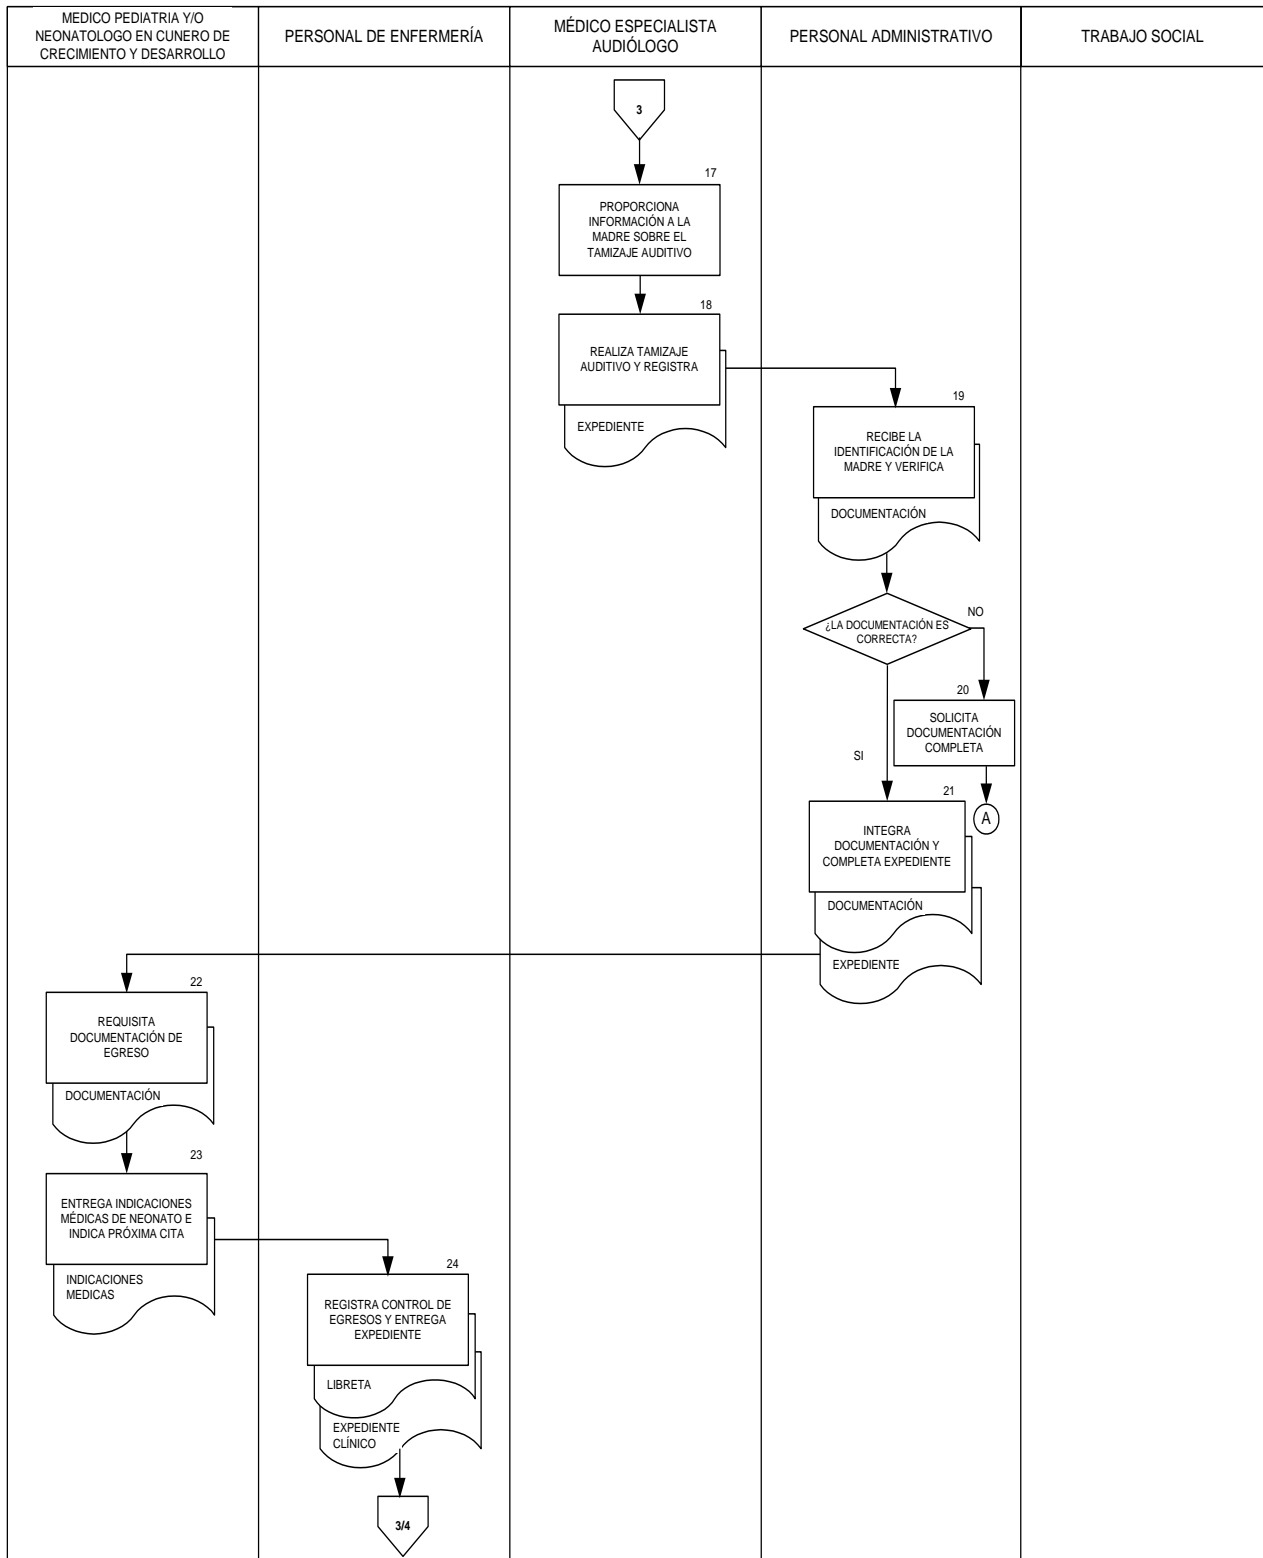 MEDICO PEDIATRIA Y/O
NEONATOLOGO EN CUNERO DE
CRECIMIENTO Y DESARROLLO
PERSONAL DE ENFERMERÍA
MÉDICO ESPECIALISTA
AUDIÓLOGO
PERSONAL ADMINISTRATIVO
TRABAJO SOCIAL
3
17
PROPORCIONA
INFORMACIÓN A LA
MADRE SOBRE EL
TAMIZAJE AUDITIVO
18
REALIZA TAMIZAJE
AUDITIVO Y REGISTRA
EXPEDIENTE
19
RECIBE LA
IDENTIFICACIÓN DE LA
MADRE Y VERIFICA
DOCUMENTACIÓN
¿LA DOCUMENTACIÓN ES
CORRECTA?
NO
20
SOLICITA
DOCUMENTACIÓN
COMPLETA
A
SI
21
INTEGRA
DOCUMENTACIÓN Y
COMPLETA EXPEDIENTE
DOCUMENTACIÓN
EXPEDIENTE
22
REQUISITA
DOCUMENTACIÓN DE
EGRESO
DOCUMENTACIÓN
23
ENTREGA INDICACIONES
MÉDICAS DE NEONATO E
INDICA PRÓXIMA CITA
INDICACIONES
MEDICAS
24
REGISTRA CONTROL DE
EGRESOS Y ENTREGA
EXPEDIENTE
LIBRETA
EXPEDIENTE
CLÍNICO
3/4